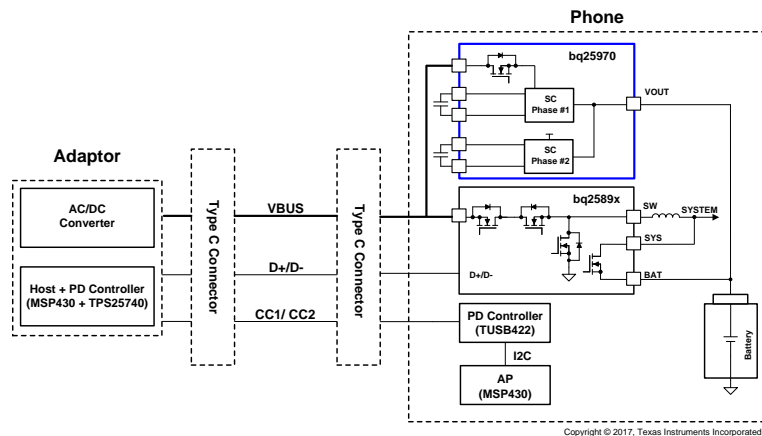 Phone
bq25970
SC
Phase #1
VOUT
SC
Phase #2
Adaptor
AC/DC
Converter
Host + PD Controller
(MSP430 + TPS25740)
Type C Connector
VBUS
D+/D-
CC1/ CC2
Type C Connector
bq2589x
SW
SYSTEM
SYS
BAT
D+/D-
PD Controller
(TUSB422)
I2C
AP
(MSP430)
Battery
Copyright © 2017, Texas Instruments Incorporated